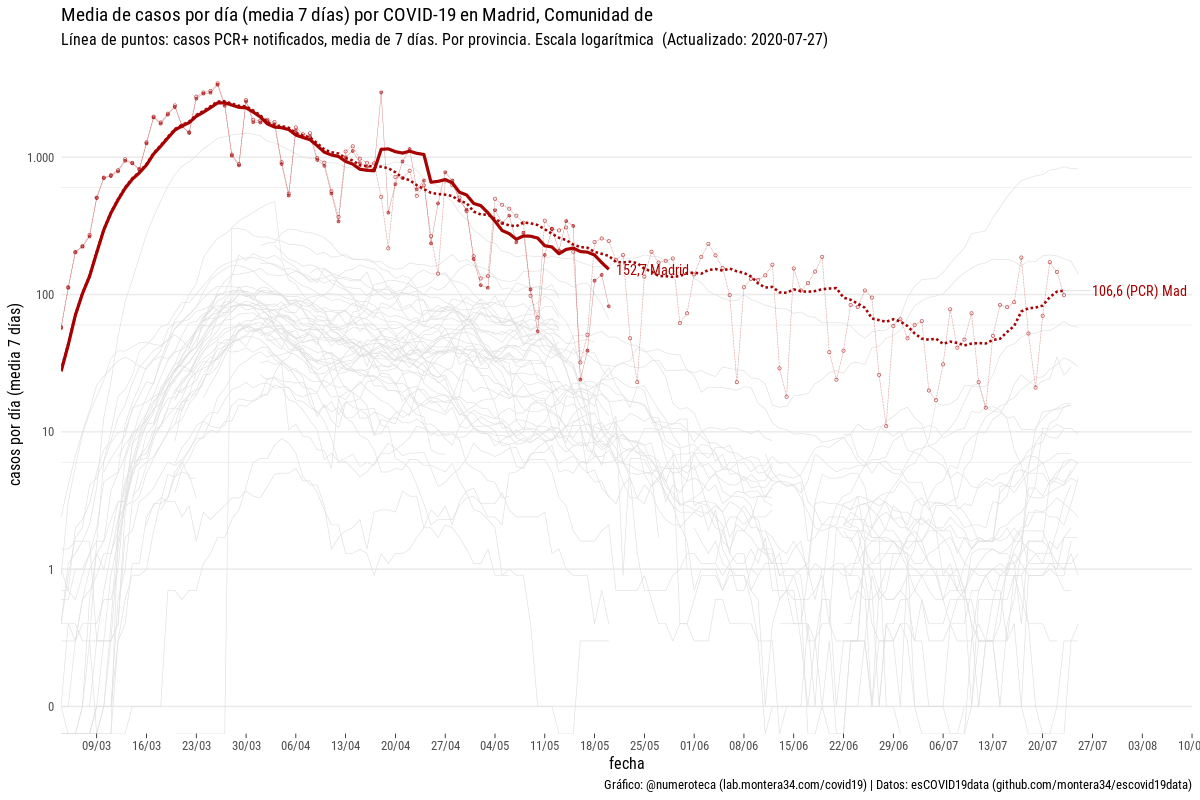 Media de casos por día (media 7 días) por COVID-19 en Madrid, Comunidad de
Línea de puntos: casos PCR+ notificados, media de 7 días. Por provincia. Escala logarítmica (Actualizado: 2020-07-27)
casos por día (media 7 días)
1.000
100
10
1
0
152,7 Madrid
106,6 (PCR) Mad
09/03 16/03 23/03 30/03 06/04 13/04 20/04 27/04 04/05 11/05 18/05 25/05 01/06 08/06 15/06 22/06 29/06 06/07 13/07 20/07 27/07 03/08 10/0
fecha
Gráfico: @numeroteca (lab.montera34.com/covid19) | Datos: esCOVID19data (github.com/montera34/escovid19data)